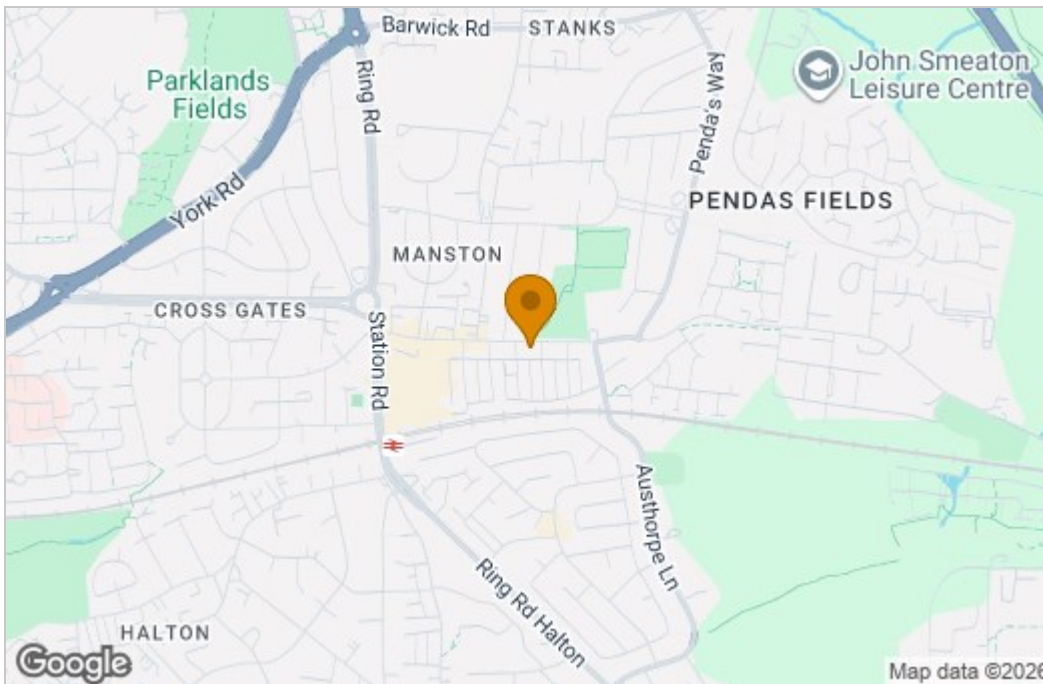 Barwick Rd
STANKS
Parklands
Fields
Ring Rd
Penda's Way
John Smeaton
Leisure Centre
York Rd
PENDAS FIELDS
MANSTON
CROSS GATES
Station Rd
Austhorpe Ln
Ring Rd Halton
HALTON
Google
Map data ©2026